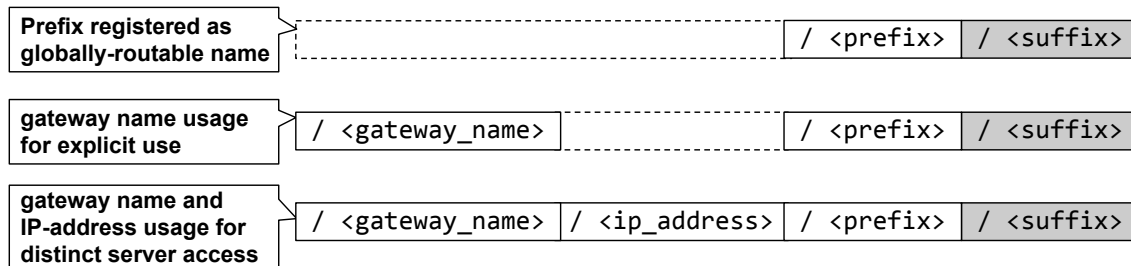 Prefix registered as
globally-routable name
/ <prefix> / <suffix>
gateway name usage
for explicit use
/ <gateway_name> / <prefix> / <suffix>
gateway name and
IP-address usage for
distinct server access
/ <gateway_name> / <ip_address> / <prefix> / <suffix>